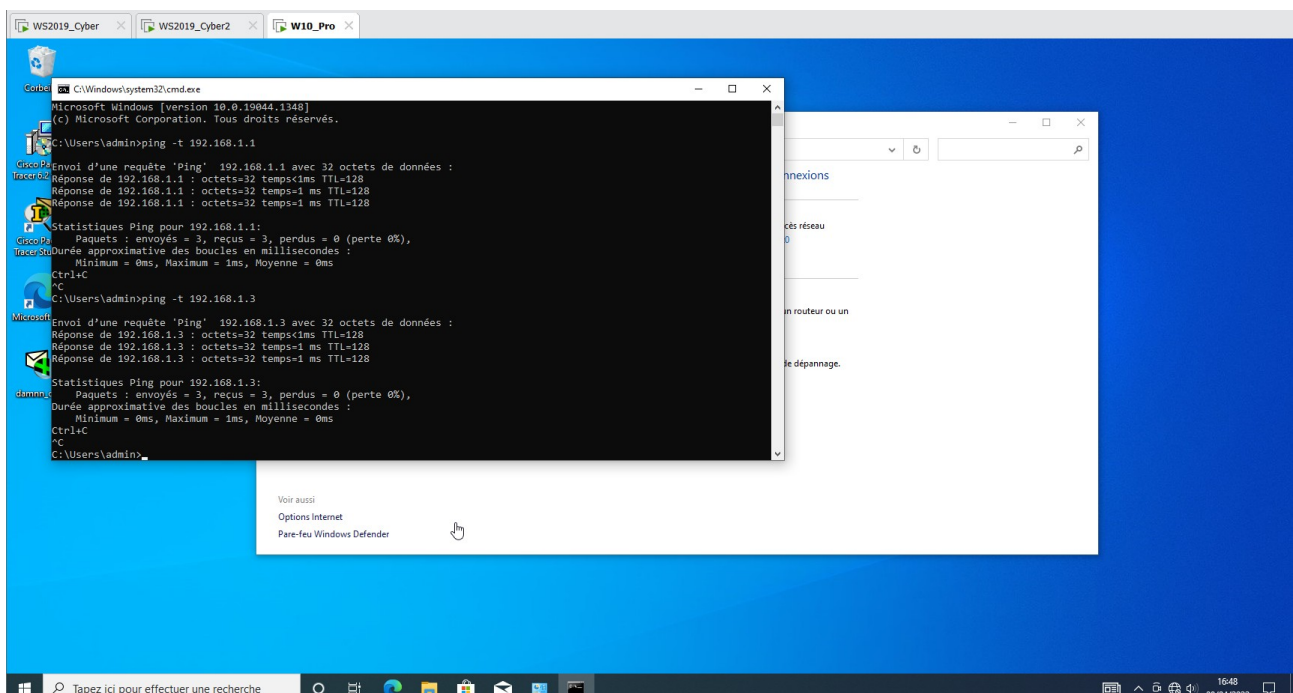 WS2019_Cyber
WS2019_Cyber2
W10_Pro
C:\Windows\system32\cmd.exe
Microsoft Windows [version 10.0.19044.1348]
(c) Microsoft Corporation. Tous droits réservés.
C:\Users\admin>ping -t 192.168.1.1
Envoi d’une requête 'Ping'  192.168.1.1 avec 32 octets de données :
Réponse de 192.168.1.1 : octets=32 temps<1ms TTL=128
Réponse de 192.168.1.1 : octets=32 temps=1 ms TTL=128
Réponse de 192.168.1.1 : octets=32 temps=1 ms TTL=128
Statistiques Ping pour 192.168.1.1:
Paquets : envoyés = 3, reçus = 3, perdus = 0 (perte 0%),
Durée approximative des boucles en millisecondes :
Minimum = 0ms, Maximum = 1ms, Moyenne = 0ms
Ctrl+C
^C
C:\Users\admin>ping -t 192.168.1.3
Envoi d’une requête 'Ping'  192.168.1.3 avec 32 octets de données :
Réponse de 192.168.1.3 : octets=32 temps<1ms TTL=128
Réponse de 192.168.1.3 : octets=32 temps=1 ms TTL=128
Réponse de 192.168.1.3 : octets=32 temps=1 ms TTL=128
Statistiques Ping pour 192.168.1.3:
Paquets : envoyés = 3, reçus = 3, perdus = 0 (perte 0%),
Durée approximative des boucles en millisecondes :
Minimum = 0ms, Maximum = 1ms, Moyenne = 0ms
Ctrl+C
^C
C:\Users\admin>
Corbei
Cisco Pa
Tracer 6.2
Cisco Pa
Tracer Stu
Microsoft
nnexions
cès réseau
0
un routeur ou un
de dépannage.
Voir aussi
Options Internet
Pare-feu Windows Defender
Tapez ici pour effectuer une recherche
16:48